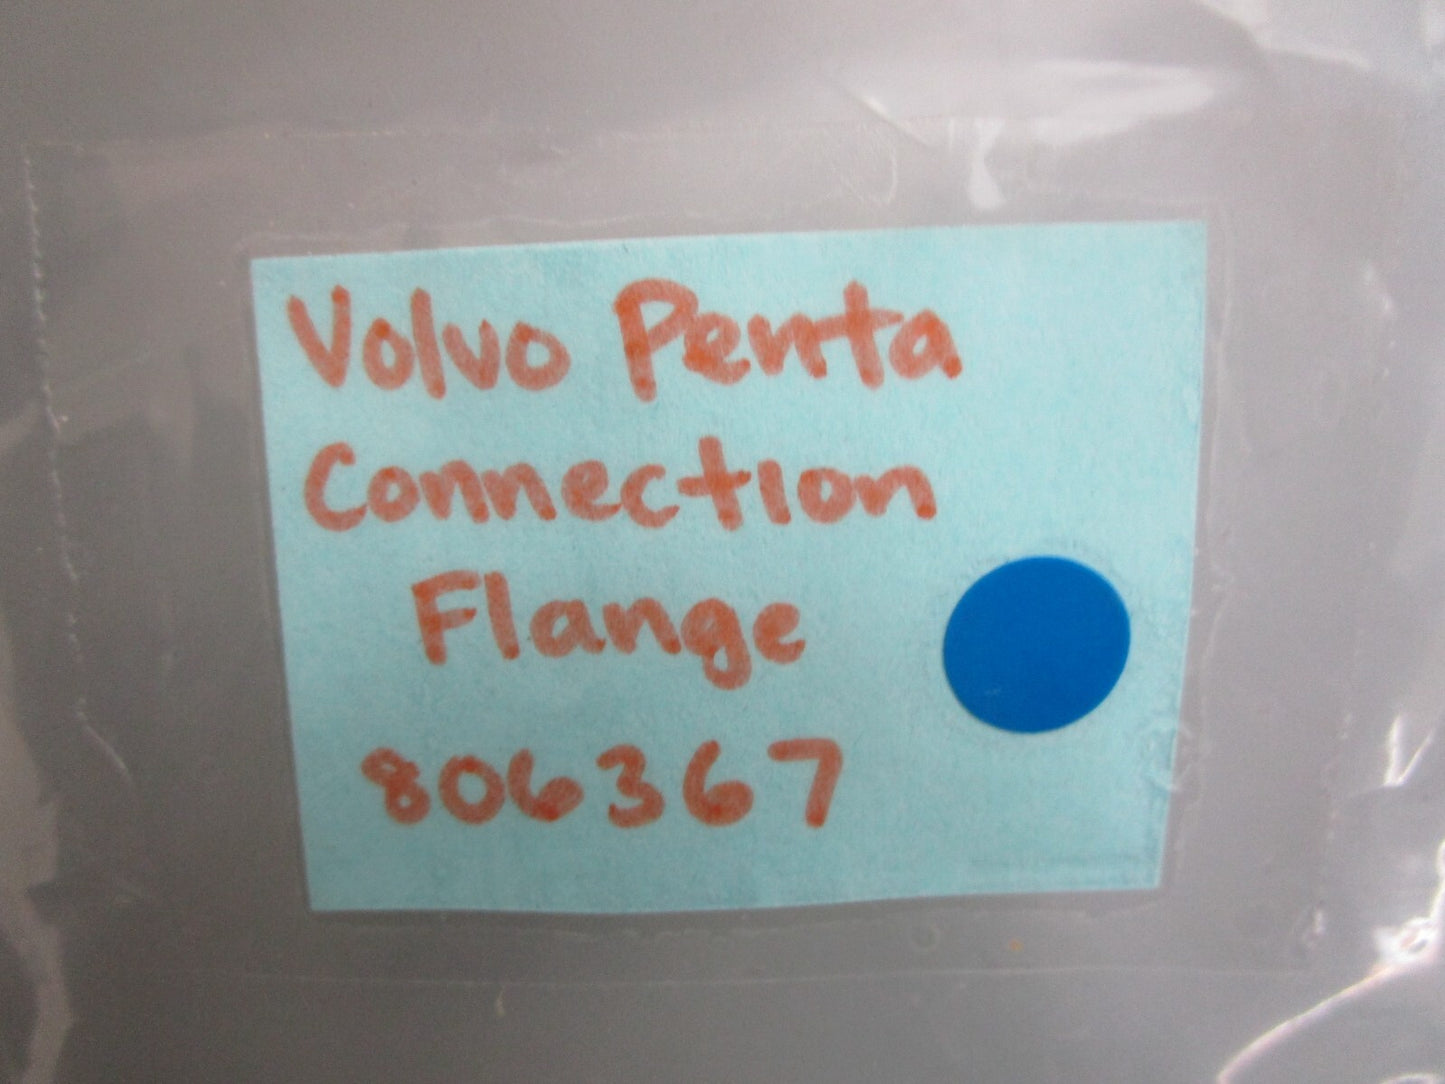 Volvo Penta
Connection
Flange
806367